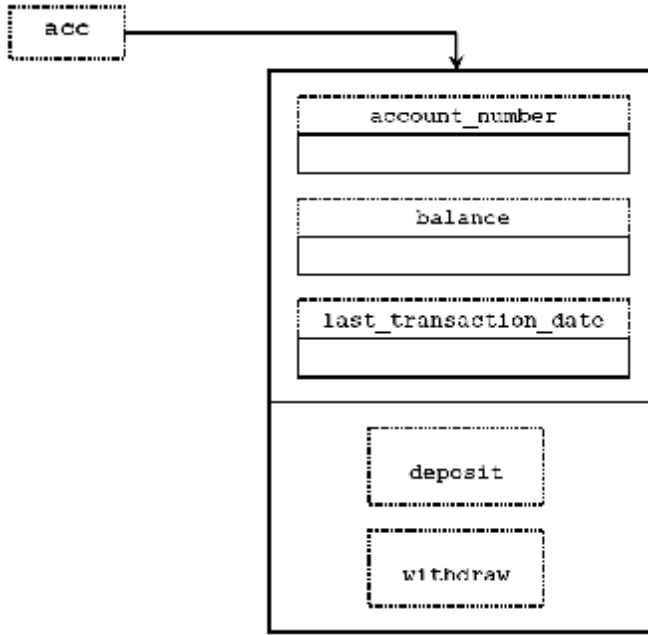 acc
account_number
balance
last_transaction_date
deposit
withdraw